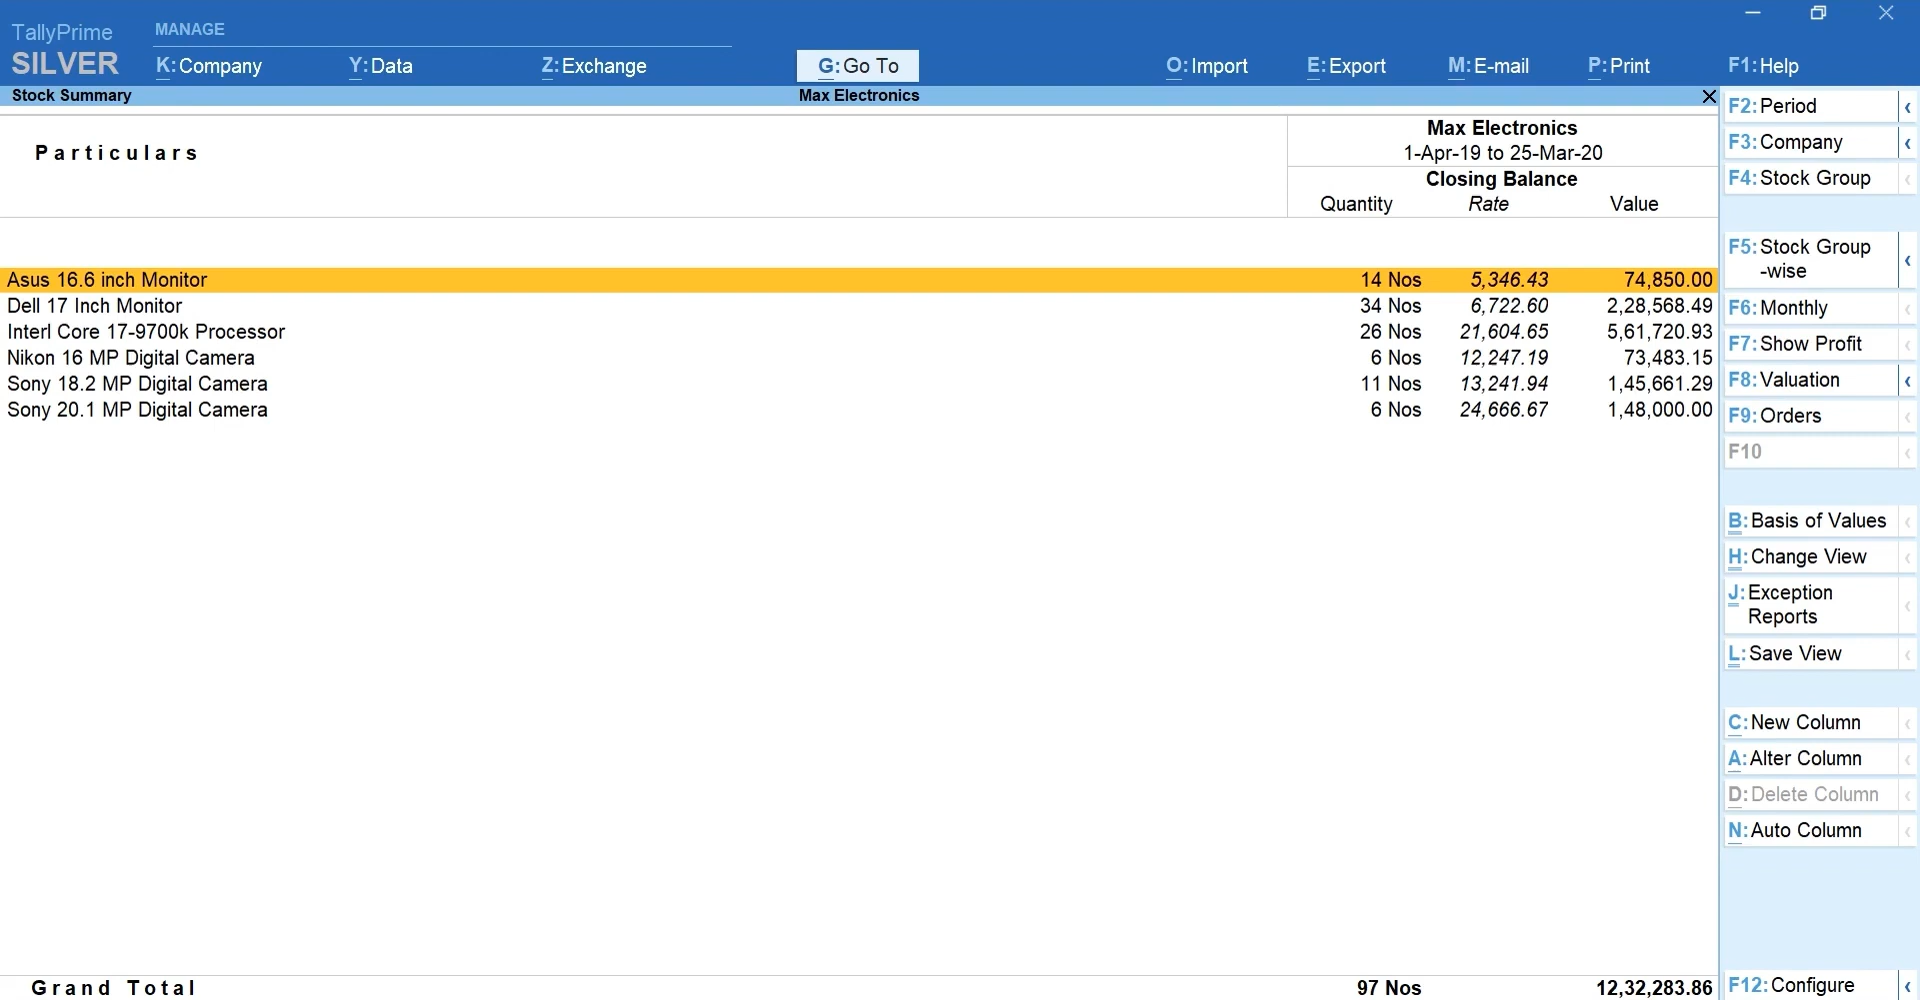 TallyPrime
SILVER
MANAGE
K:Company Y:Data Z:Exchange G:Go To O:Import E:Export M:E-mail P:Print F1:Help
Stock Summary Max Electronics
Particulars
Max Electronics
1-Apr-19 to 25-Mar-20
Closing Balance
Quantity Rate Value
Asus 16.6 inch Monitor 14 Nos 5,346.43 74,850.00
Dell 17 Inch Monitor 34 Nos 6,722.60 2,28,568.49
Interl Core 17-9700k Processor 26 Nos 21,604.65 5,61,720.93
Nikon 16 MP Digital Camera 6 Nos 12,247.19 73,483.15
Sony 18.2 MP Digital Camera 11 Nos 13,241.94 1,45,661.29
Sony 20.1 MP Digital Camera 6 Nos 24,666.67 1,48,000.00
Grand Total 97 Nos 12,32,283.86
F2:Period
F3:Company
F4:Stock Group
F5:Stock Group
-wise
F6:Monthly
F7:Show Profit
F8:Valuation
F9:Orders
F10
B:Basis of Values
H:Change View
J:Exception
Reports
L:Save View
C:New Column
A:Alter Column
D:Delete Column
N:Auto Column
F12:Configure